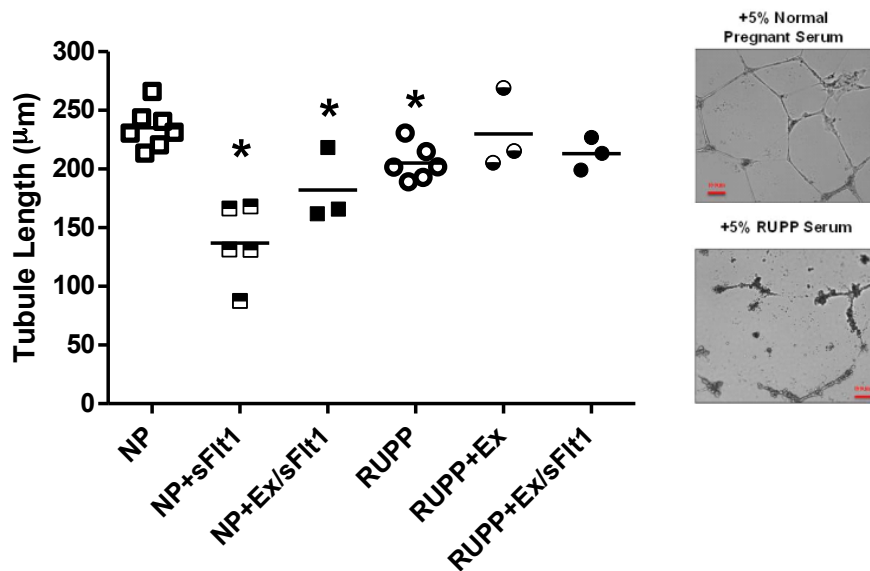 Tubule Length (μm)
300
250
200
150
100
50
0
*
*
*
NP
NP+sFlt1
NP+Ex/sFlt1
RUPP
RUPP+Ex
RUPP+Ex/sFlt1
+5% Normal
Pregnant Serum
+5% RUPP Serum